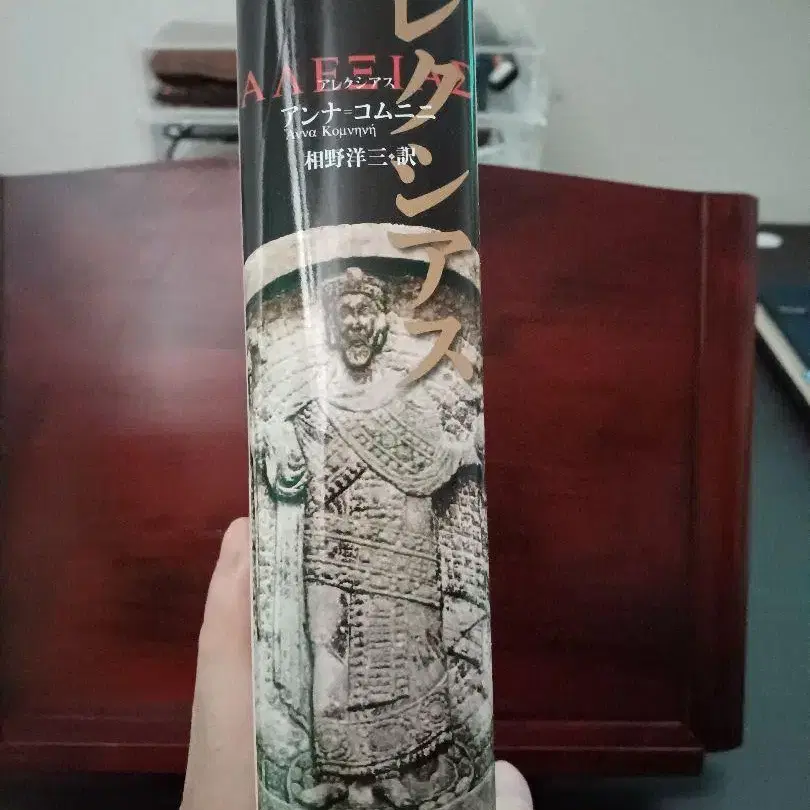 ΑΛΕΞΙΑΣ
アレクシアス
アンナ=コムニニ
Άννα Κομνηνή
相野洋三・訳
レクシアス